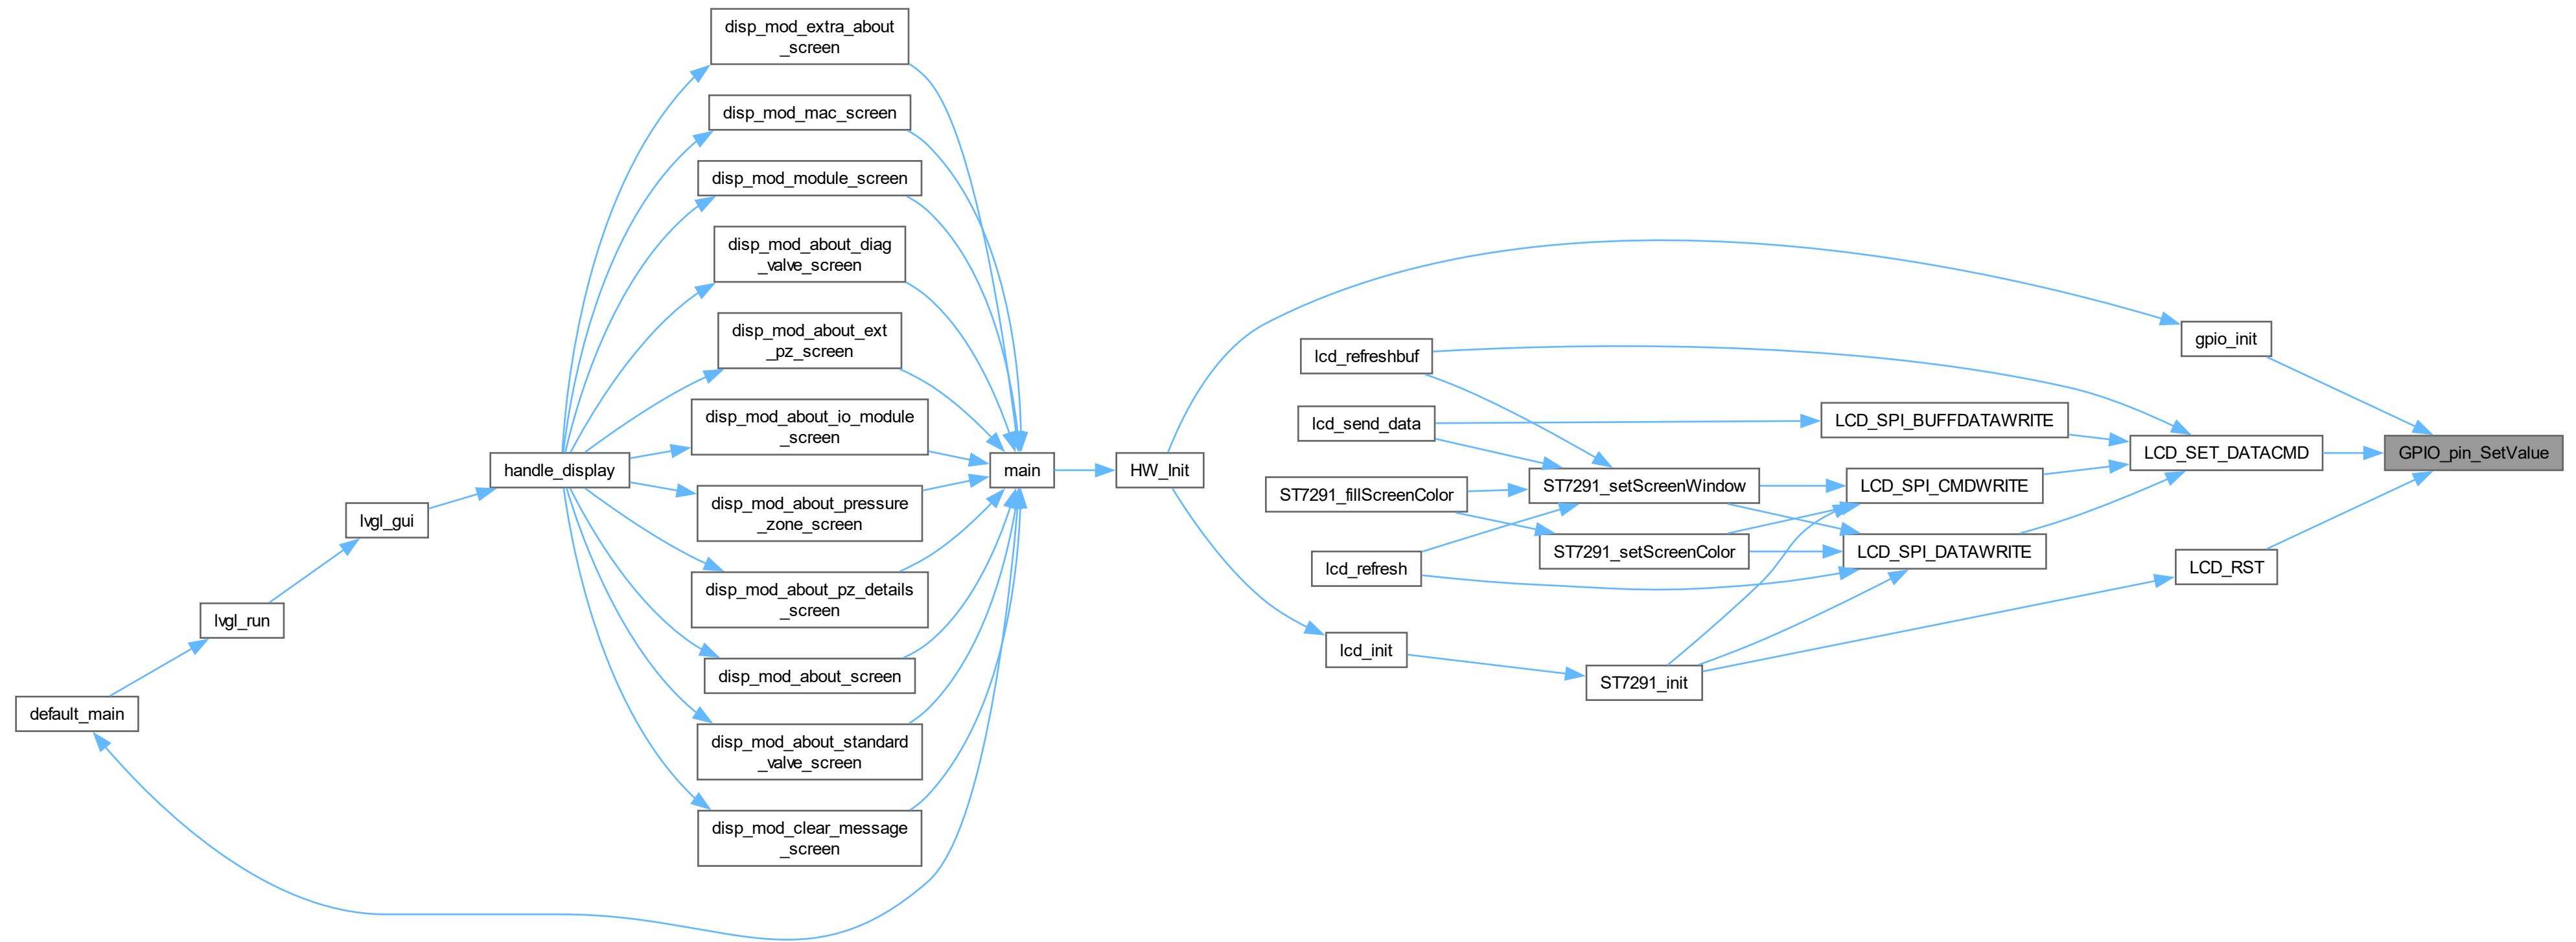 disp_mod_extra_about
_screen
disp_mod_mac_screen
disp_mod_module_screen
disp_mod_about_diag
_valve_screen
disp_mod_about_ext
_pz_screen
disp_mod_about_io_module
_screen
handle_display
main
HW_Init
disp_mod_about_pressure
_zone_screen
lvgl_gui
disp_mod_about_pz_details
_screen
lvgl_run
disp_mod_about_screen
default_main
disp_mod_about_standard
_valve_screen
disp_mod_clear_message
_screen
gpio_init
lcd_refreshbuf
lcd_send_data
LCD_SPI_BUFFDATAWRITE
LCD_SET_DATACMD
GPIO_pin_SetValue
ST7291_fillScreenColor
ST7291_setScreenWindow
LCD_SPI_CMDWRITE
lcd_refresh
ST7291_setScreenColor
LCD_SPI_DATAWRITE
LCD_RST
lcd_init
ST7291_init